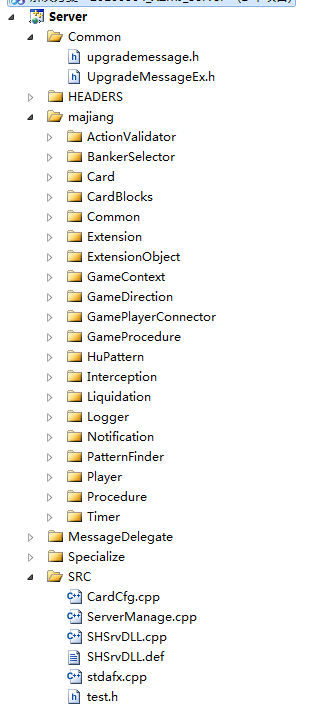 Server
Common
upgrademessage.h
UpgradeMessageEx.h
HEADERS
majiang
ActionValidator
BankerSelector
Card
CardBlocks
Common
Extension
ExtensionObject
GameContext
GameDirection
GamePlayerConnector
GameProcedure
HuPattern
Interception
Liquidation
Logger
Notification
PatternFinder
Player
Procedure
Timer
MessageDelegate
Specialize
SRC
CardCfg.cpp
ServerManage.cpp
SHSrvDLL.cpp
SHSrvDLL.def
stdafx.cpp
test.h